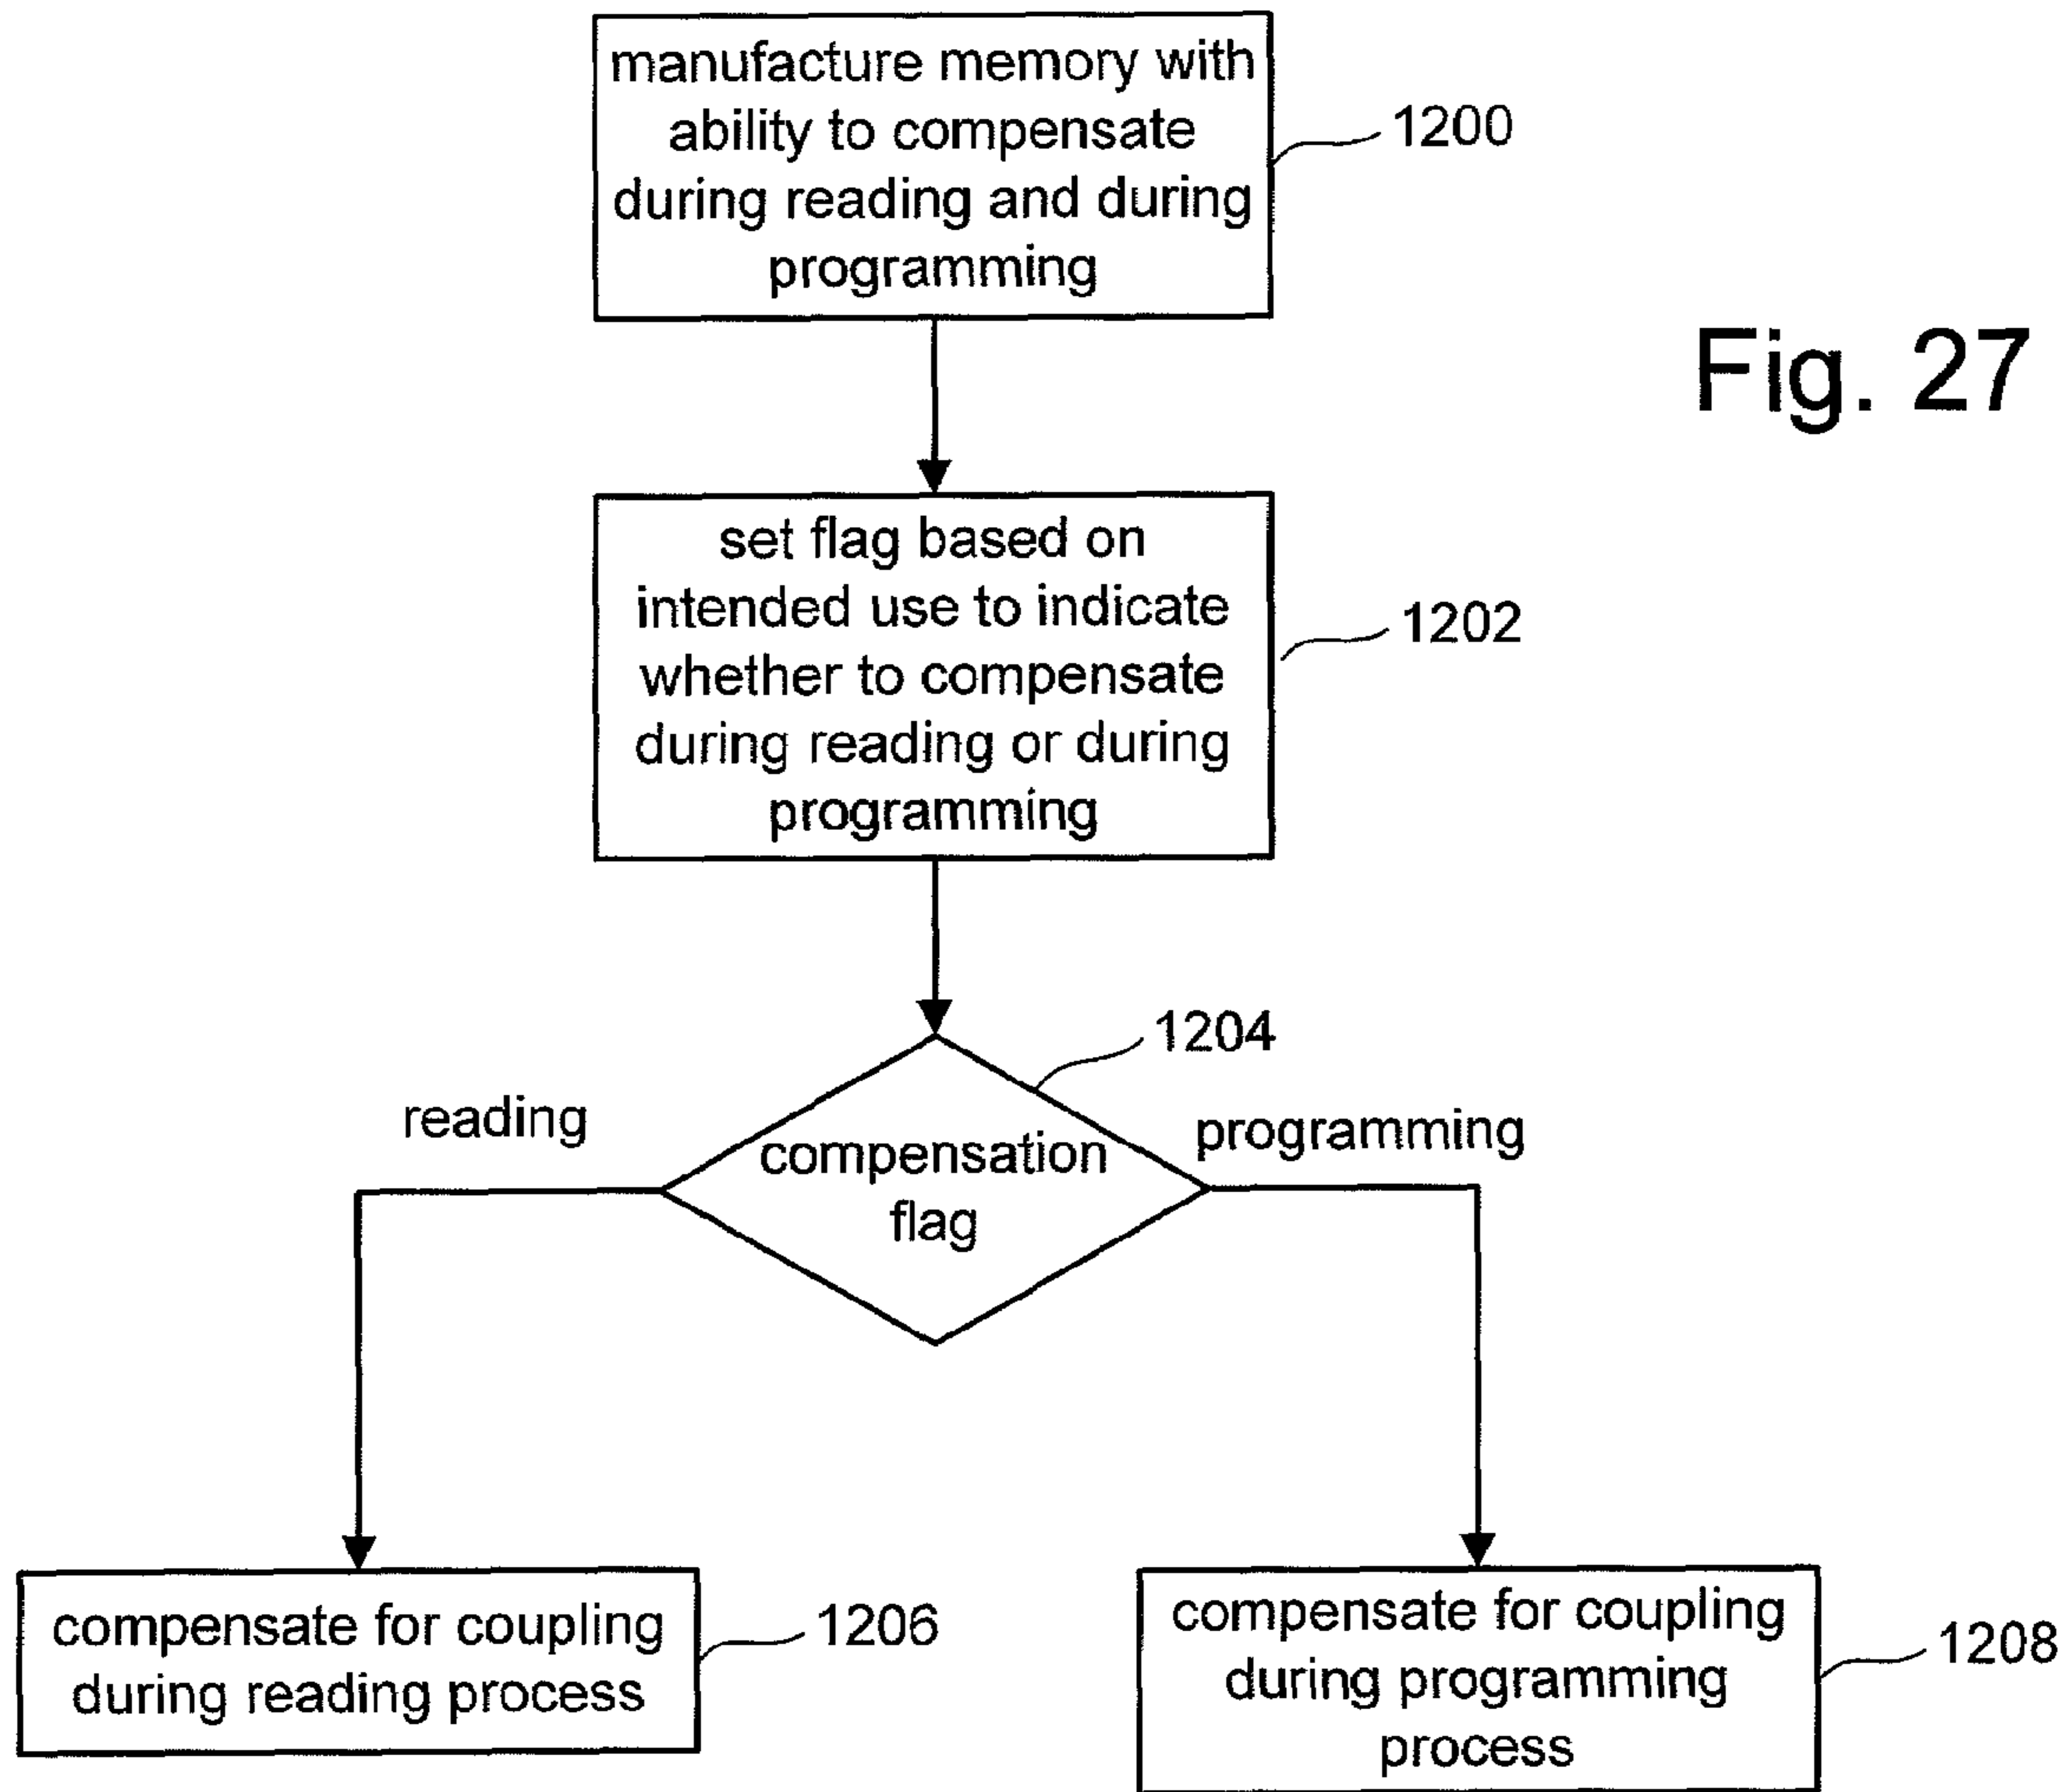 manufacture memory with
ability to compensate
during reading and during
programming
1200
Fig. 27
set flag based on
intended use to indicate
whether to compensate
during reading or during
programming
1202
1204
reading
programming
compensation
flag
compensate for coupling
during reading process
1206
compensate for coupling
during programming
process
1208